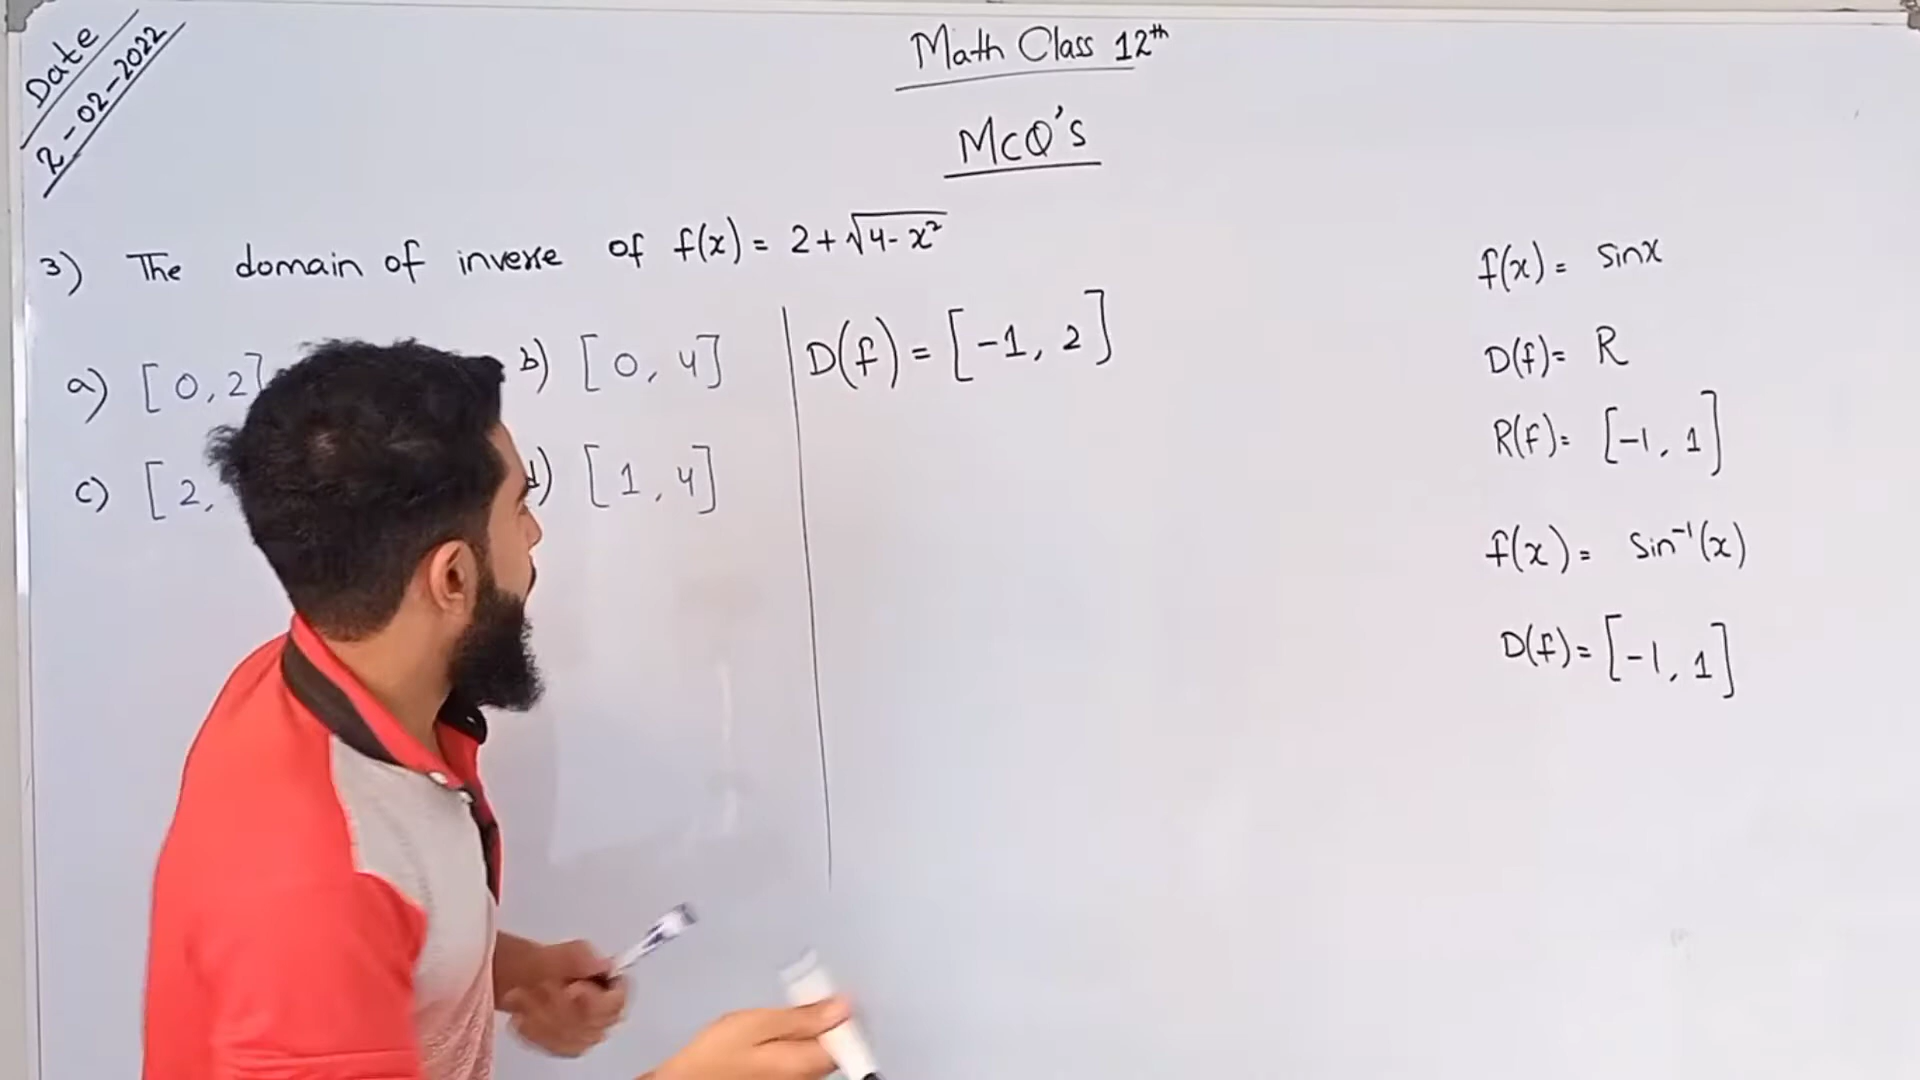 Date
2-02-2022
Math Class 12th
McQ's
3) The domain of inverse of f(x) = 2+√4-x²
a) [0,2]
b) [0, 4]
c) [2,
d) [1, 4]
D(f) = [-1, 2]
f(x) = Sinx
D(f) = R
R(f) = [-1, 1]
f(x) = Sin⁻¹(x)
D(f) = [-1, 1]